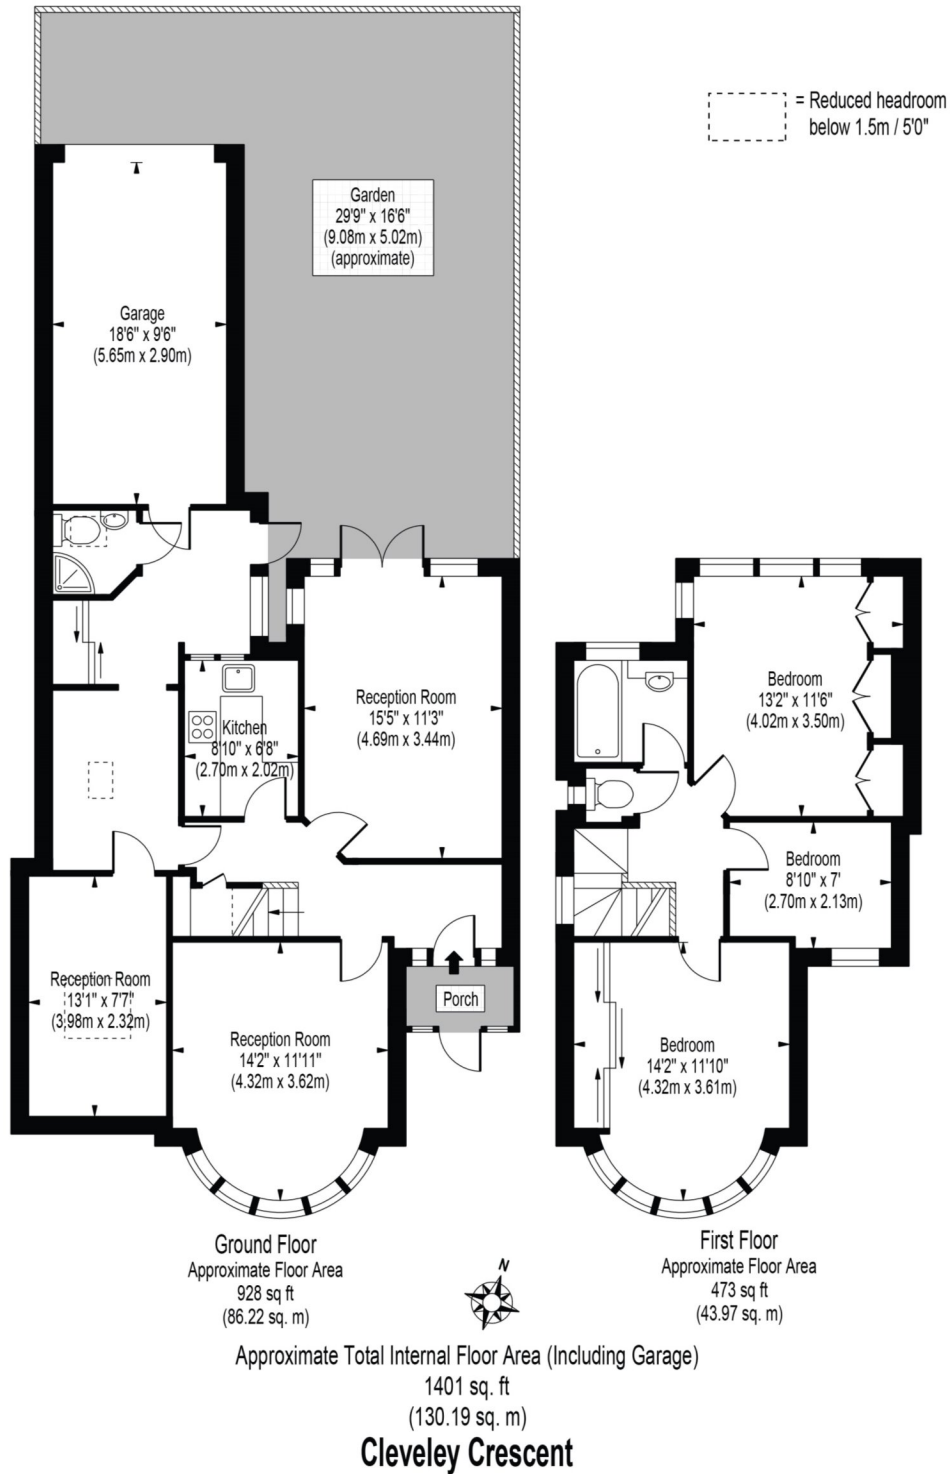 = Reduced headroom
below 1.5m / 5'0"
Garden
29'9" x 16'6"
(9.08m x 5.02m)
(approximate)
Garage
18'6" x 9'6"
(5.65m x 2.90m)
Reception Room
15'5" x 11'3"
(4.69m x 3.44m)
Kitchen
8'10" x 6'8"
(2.70m x 2.02m)
Bedroom
13'2" x 11'6"
(4.02m x 3.50m)
Bedroom
8'10" x 7'
(2.70m x 2.13m)
Reception Room
13'1" x 7'7"
(3.98m x 2.32m)
Porch
Reception Room
14'2" x 11'11"
(4.32m x 3.62m)
Bedroom
14'2" x 11'10"
(4.32m x 3.61m)
Ground Floor
Approximate Floor Area
928 sq ft
(86.22 sq. m)
First Floor
Approximate Floor Area
473 sq ft
(43.97 sq. m)
N
Approximate Total Internal Floor Area (Including Garage)
1401 sq. ft
(130.19 sq. m)
Cleveley Crescent